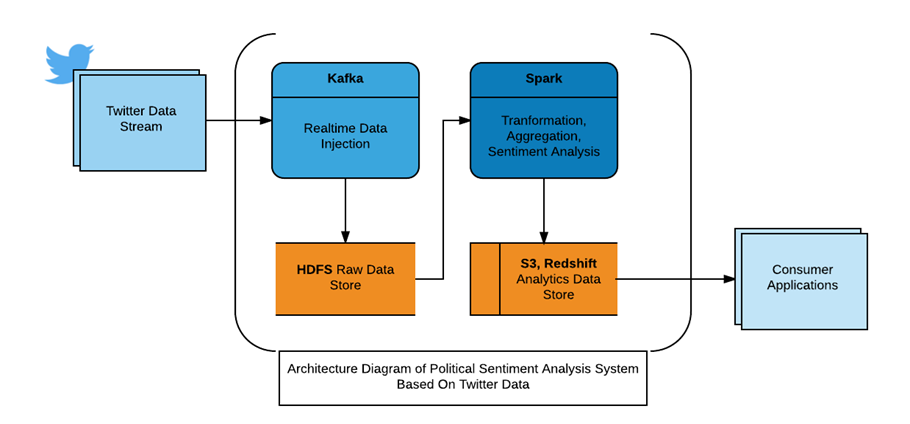 Twitter Data
Stream
Kafka
Realtime Data
Injection
Spark
Tranformation,
Aggregation,
Sentiment Analysis
HDFS Raw Data
Store
S3, Redshift
Analytics Data
Store
Consumer
Applications
Architecture Diagram of Political Sentiment Analysis System
Based On Twitter Data